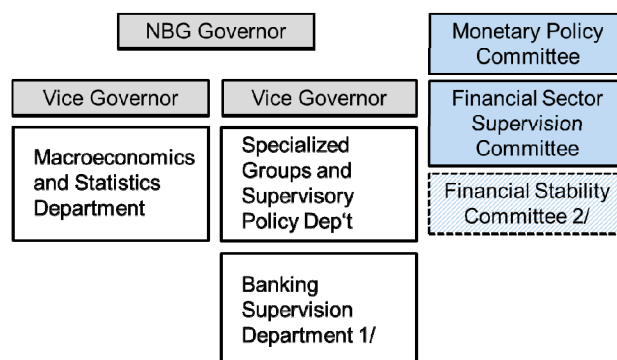 NBG Governor
Vice Governor
Macroeconomics
and Statistics
Department
Vice Governor
Specialized
Groups and
Supervisory
Policy Dep't
Banking
Supervision
Department 1/
Monetary Policy
Committee
Financial Sector
Supervision
Committee
Financial Stability
Committee 2/